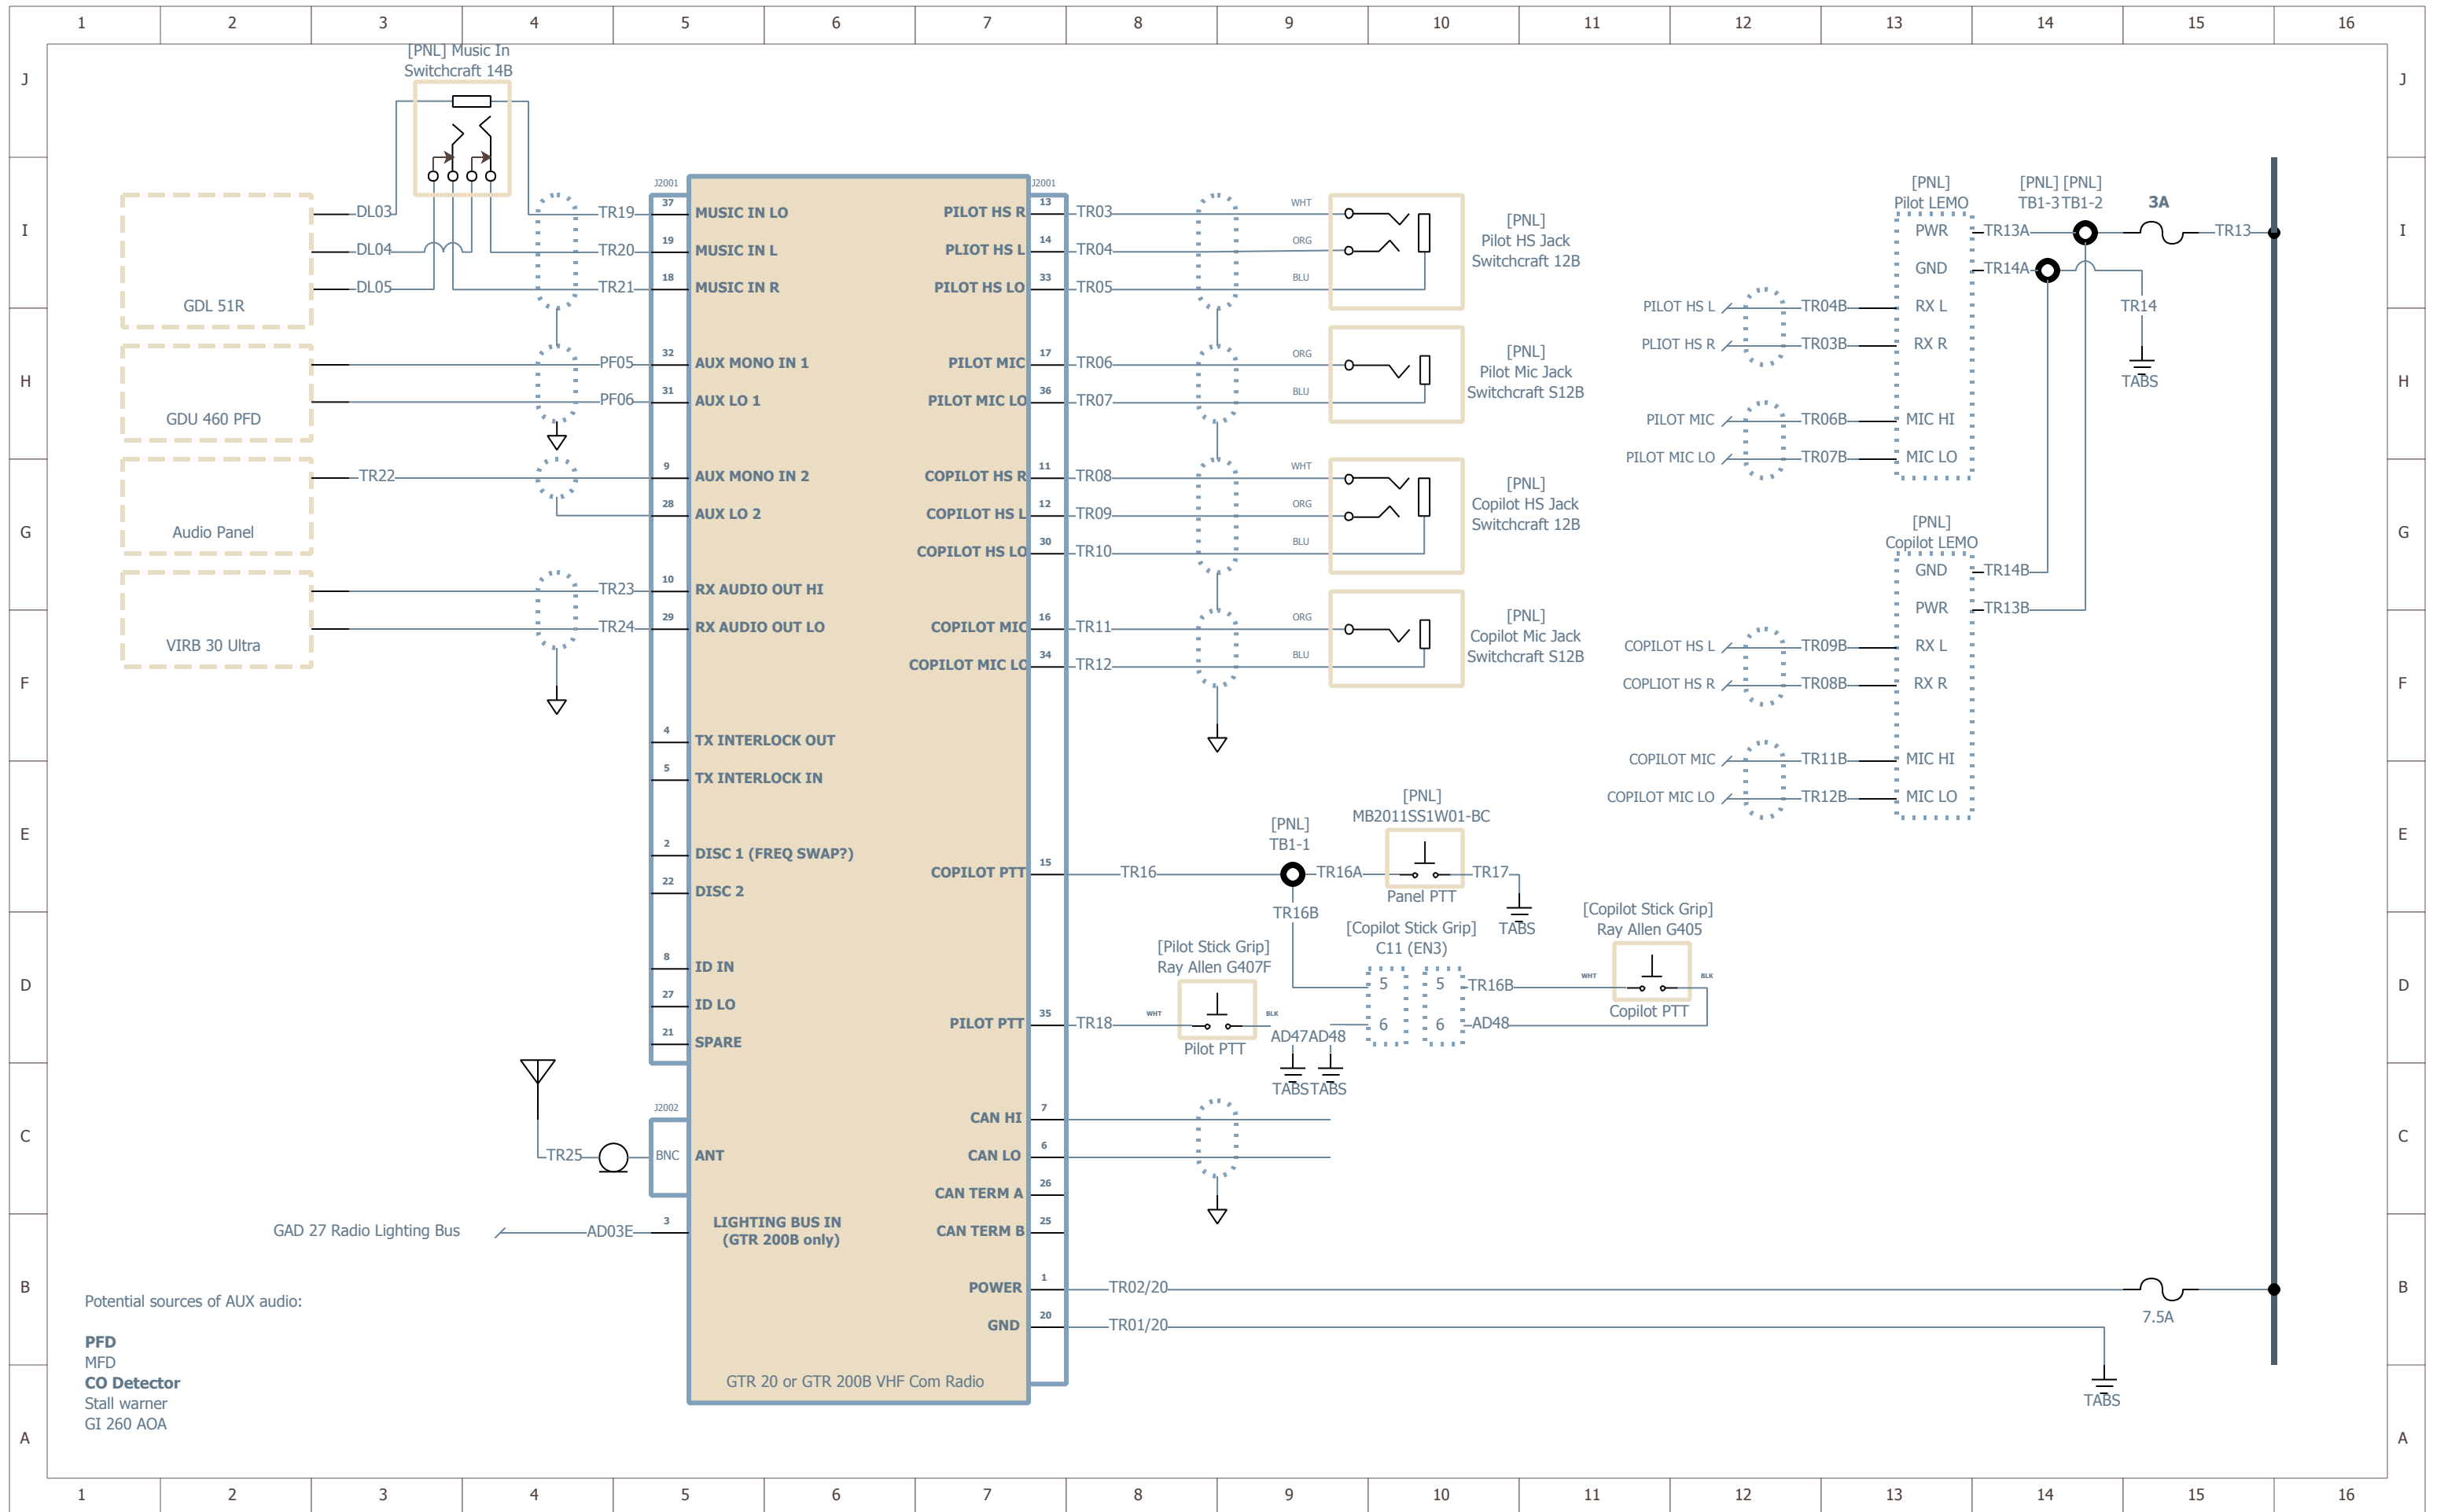 1 2 3 4 5 6 7 8 9 10 11 12 13 14 15 16
J
[PNL] Music In
Switchcraft 14B
J
I
GDL 51R
DL03
DL04
DL05
TR19
TR20
TR21
J2001
37 MUSIC IN LO
19 MUSIC IN L
18 MUSIC IN R
H
GDU 460 PFD
PF05
PF06
32 AUX MONO IN 1
31 AUX LO 1
G
Audio Panel
TR22
9 AUX MONO IN 2
28 AUX LO 2
F
VIRB 30 Ultra
TR23
TR24
10 RX AUDIO OUT HI
29 RX AUDIO OUT LO
4 TX INTERLOCK OUT
5 TX INTERLOCK IN
E
2 DISC 1 (FREQ SWAP?)
22 DISC 2
D
8 ID IN
27 ID LO
21 SPARE
C
J2002
TR25
BNC ANT
GAD 27 Radio Lighting Bus
AD03E
3 LIGHTING BUS IN
(GTR 200B only)
B
Potential sources of AUX audio:
PFD
MFD
CO Detector
Stall warner
GI 260 AOA
A
GTR 20 or GTR 200B VHF Com Radio
J2001
PILOT HS R 13 TR03 WHT
PLIOT HS L 14 TR04 ORG
PILOT HS LO 33 TR05 BLU
[PNL]
Pilot HS Jack
Switchcraft 12B
PILOT MIC 17 TR06 ORG
PILOT MIC LO 36 TR07 BLU
[PNL]
Pilot Mic Jack
Switchcraft S12B
COPILOT HS R 11 TR08 WHT
COPILOT HS L 12 TR09 ORG
COPILOT HS LO 30 TR10 BLU
[PNL]
Copilot HS Jack
Switchcraft 12B
COPILOT MIC 16 TR11 ORG
COPILOT MIC LO 34 TR12 BLU
[PNL]
Copilot Mic Jack
Switchcraft S12B
COPILOT PTT 15 TR16
[PNL]
TB1-1
TR16A
TR16B
[PNL]
MB2011SS1W01-BC
Panel PTT
TR17
TABS
PILOT PTT 35 TR18 WHT
[Pilot Stick Grip]
Ray Allen G407F
Pilot PTT
BLK
AD47 AD48
TABS TABS
[Copilot Stick Grip]
C11 (EN3)
5 5 TR16B
6 6 AD48
WHT
[Copilot Stick Grip]
Ray Allen G405
Copilot PTT
BLK
CAN HI 7
CAN LO 6
CAN TERM A 26
CAN TERM B 25
POWER 1 TR02/20
7.5A
GND 20 TR01/20
TABS
[PNL]
Pilot LEMO
PWR TR13A
GND TR14A
[PNL] [PNL]
TB1-3 TB1-2
3A
TR13
TR14
TABS
PILOT HS L TR04B RX L
PLIOT HS R TR03B RX R
PILOT MIC TR06B MIC HI
PILOT MIC LO TR07B MIC LO
[PNL]
Copilot LEMO
GND TR14B
PWR TR13B
COPILOT HS L TR09B RX L
COPLIOT HS R TR08B RX R
COPILOT MIC TR11B MIC HI
COPILOT MIC LO TR12B MIC LO
I
H
G
F
E
D
C
B
A
1 2 3 4 5 6 7 8 9 10 11 12 13 14 15 16